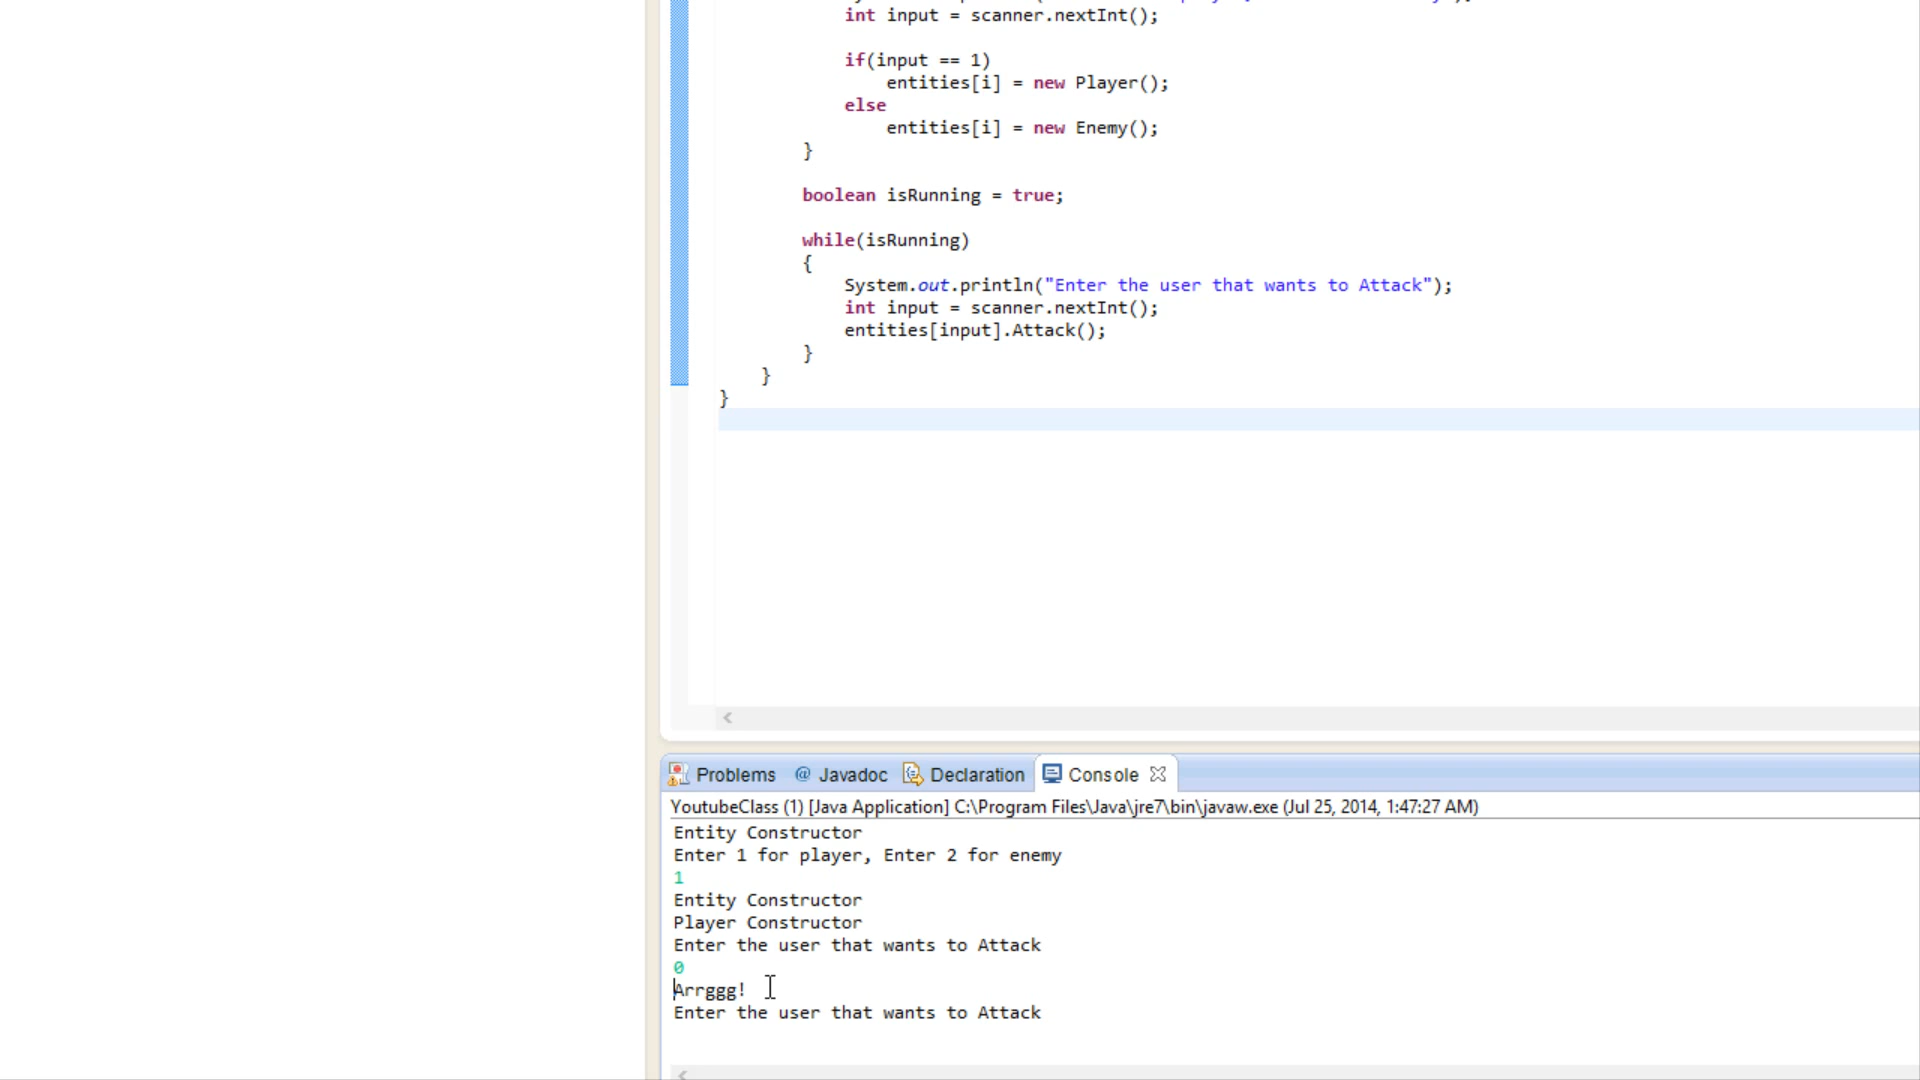 int input = scanner.nextInt();
if(input == 1)
entities[i] = new Player();
else
entities[i] = new Enemy();
}
boolean isRunning = true;
while(isRunning)
{
System.out.println("Enter the user that wants to Attack");
int input = scanner.nextInt();
entities[input].Attack();
}
}
}
Problems @ Javadoc Declaration Console
YoutubeClass (1) [Java Application] C:\Program Files\Java\jre7\bin\javaw.exe (Jul 25, 2014, 1:47:27 AM)
Entity Constructor
Enter 1 for player, Enter 2 for enemy
1
Entity Constructor
Player Constructor
Enter the user that wants to Attack
0
Arrggg!
Enter the user that wants to Attack